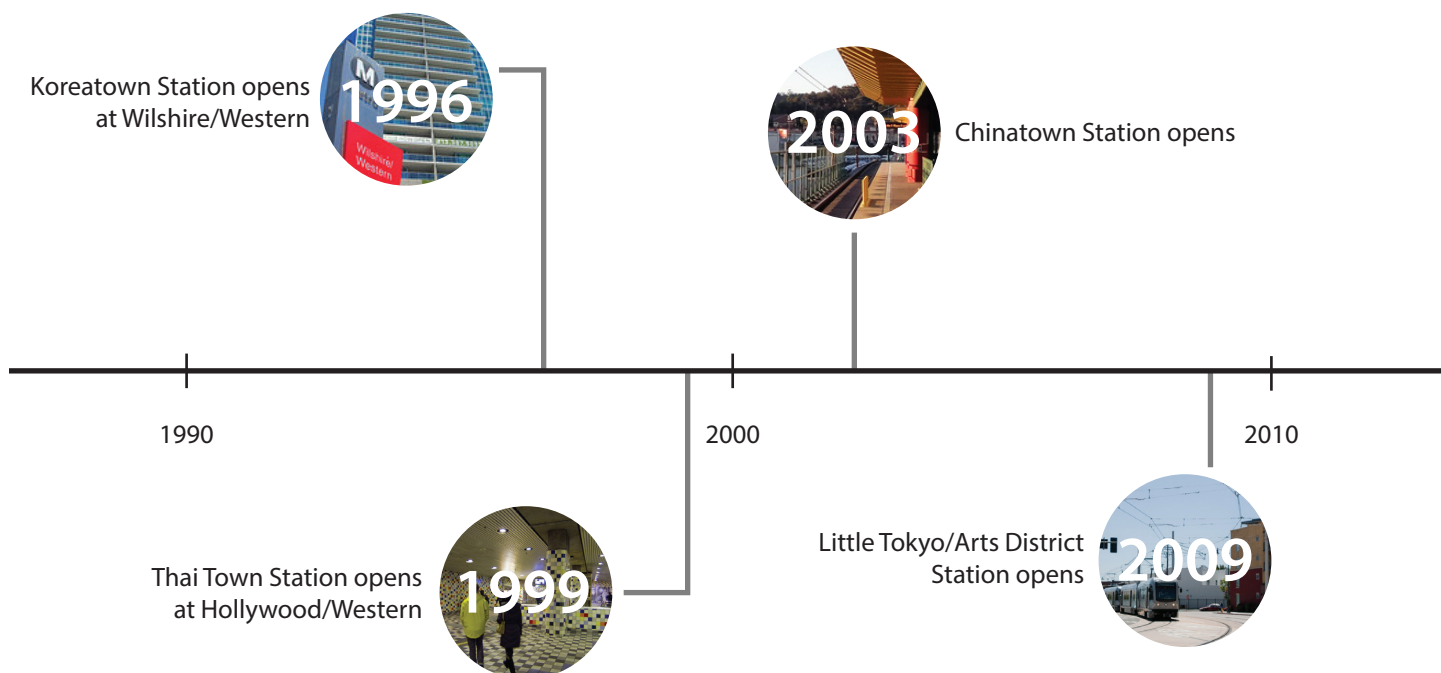 Koreatown Station opens
at Wilshire/Western
1996
M
Wilshire/
Western
2003
Chinatown Station opens
1990
2000
2010
Thai Town Station opens
at Hollywood/Western
1999
Little Tokyo/Arts District
Station opens
2009